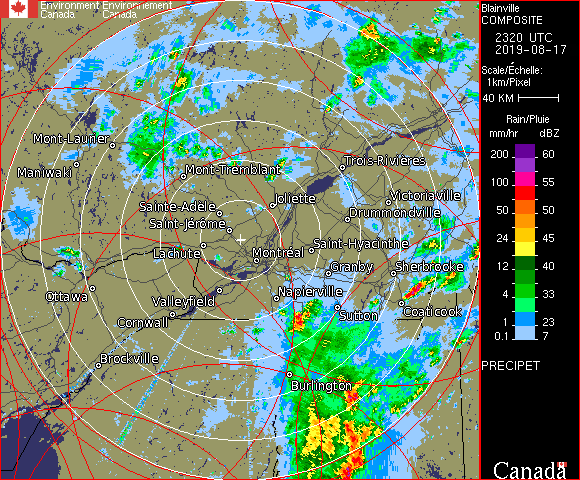 Environment Environnement
Canada Canada
Blainville
COMPOSITE
2320 UTC
2019-08-17
Scale/Échelle:
1km/Pixel
40 KM
Rain/Pluie
mm/hr dBZ
200 60
100 55
50 50
24 45
12 40
4 33
1 23
0.1 7
PRECIPET
Canada
Mont-Laurier
Maniwaki
Mont-Tremblant
Trois-Rivières
Sainte-Adele
Joliette
Victoriaville
Saint-Jérôme
Drummondville
Lachute
Montréal
Saint-Hyacinthe
Granby
Sherbrooke
Ottawa
Valleyfield
Napierville
Coaticook
Cornwall
Sutton
Brockville
Burlington